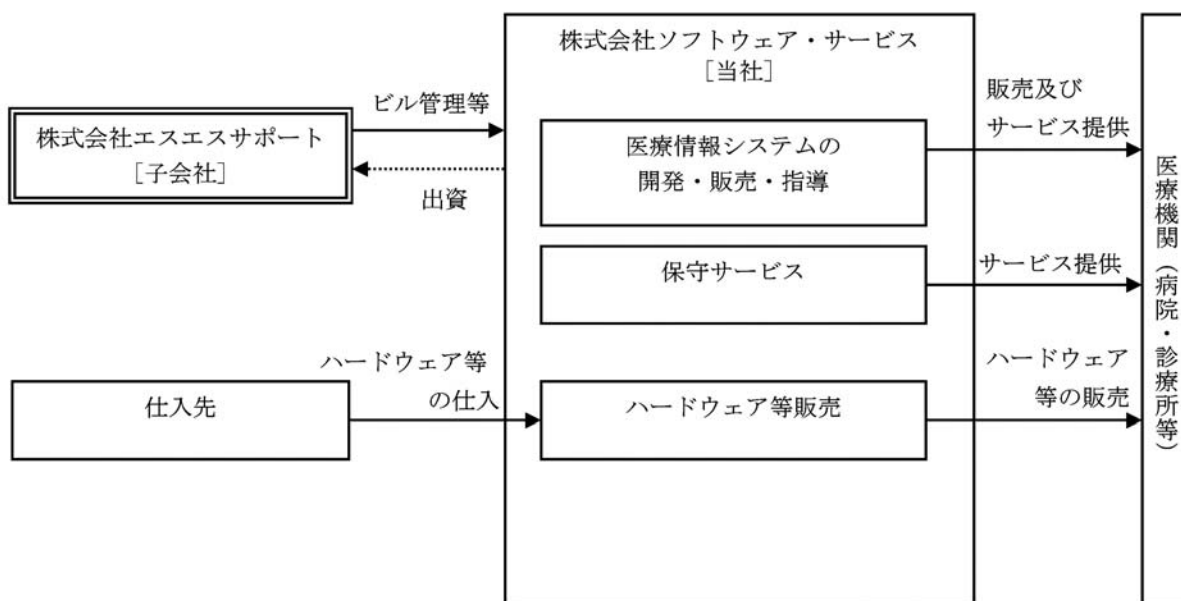 株式会社ソフトウェア・サービス
［当社］
ビル管理等
株式会社エスエスサポート
［子会社］
出資
医療情報システムの
開発・販売・指導
販売及び
サービス提供
保守サービス
サービス提供
仕入先
ハードウェア等
の仕入
ハードウェア等販売
ハードウェア
等の販売
医療機関（病院・診療所等）